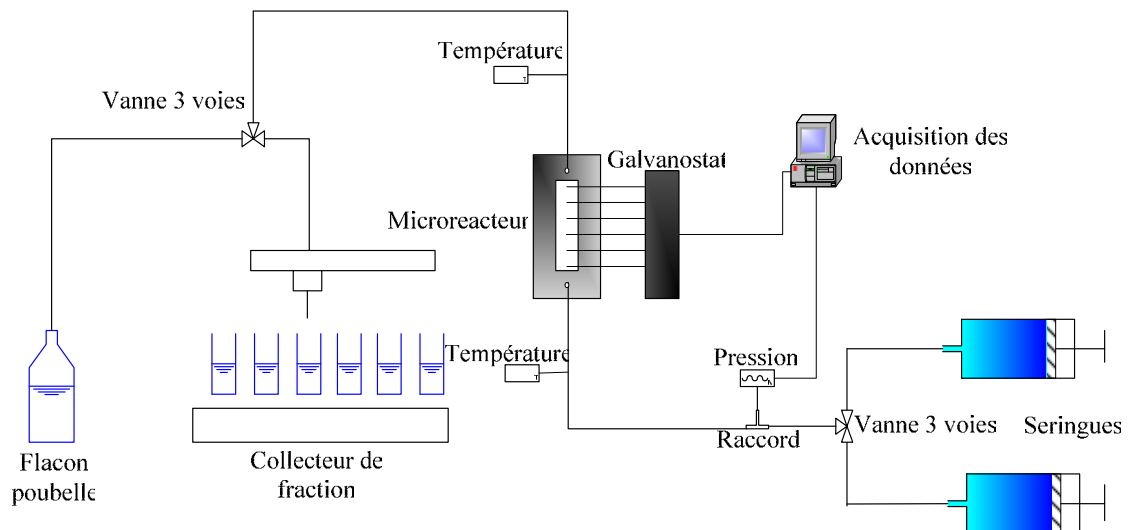 Température
Vanne 3 voies
Acquisition des
données
Galvanostat
Microreacteur
Température
Pression
Raccord
Vanne 3 voies
Seringues
Flacon
poubelle
Collecteur de
fraction